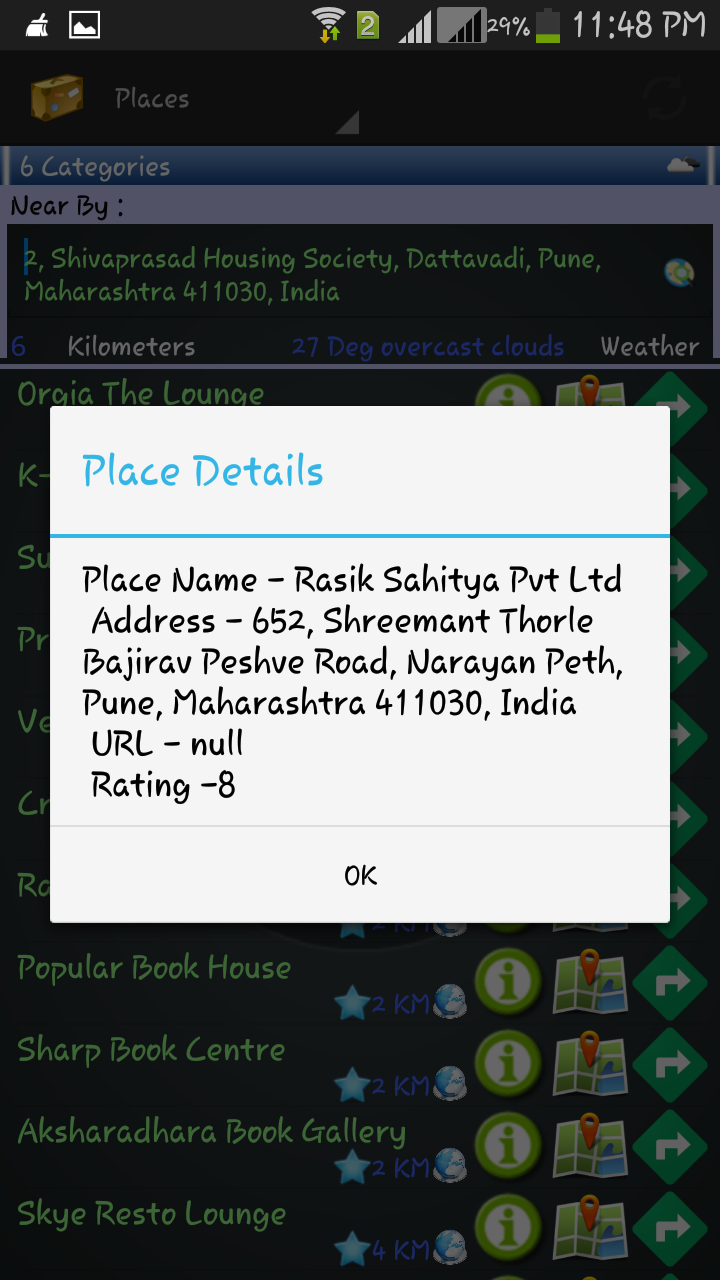 2
29%
11:48 PM
Places
6 Categories
Near By :
2, Shivaprasad Housing Society, Dattavadi, Pune,
Maharashtra 411030, India
6 Kilometers 27 Deg overcast clouds Weather
Orgia The Lounge
K-
Su
Pr
Ve
Cr
Ra
Place Details
Place Name - Rasik Sahitya Pvt Ltd
Address - 652, Shreemant Thorle
Bajirav Peshve Road, Narayan Peth,
Pune, Maharashtra 411030, India
URL - null
Rating -8
OK
2 KM
Popular Book House
2 KM
Sharp Book Centre
2 KM
Aksharadhara Book Gallery
2 KM
Skye Resto Lounge
4 KM